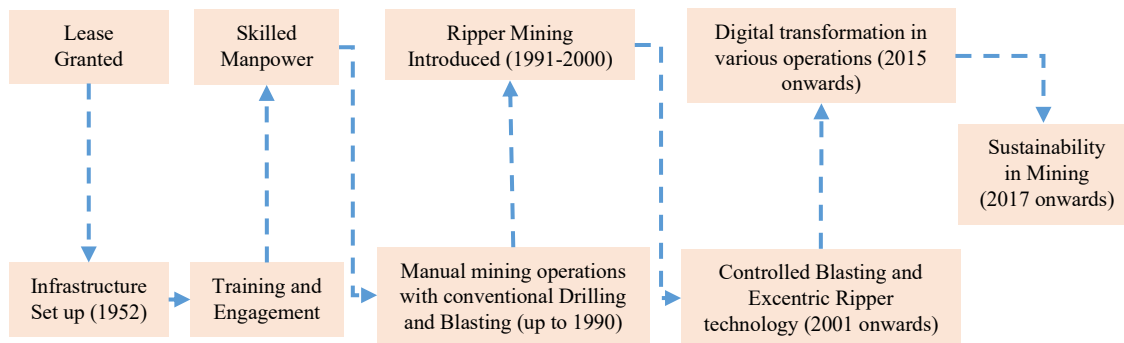 Lease
Granted
Infrastructure
Set up (1952)
Training and
Engagement
Skilled
Manpower
Manual mining operations
with conventional Drilling
and Blasting (up to 1990)
Ripper Mining
Introduced (1991-2000)
Controlled Blasting and
Excentric Ripper
technology (2001 onwards)
Digital transformation in
various operations (2015
onwards)
Sustainability
in Mining
(2017 onwards)